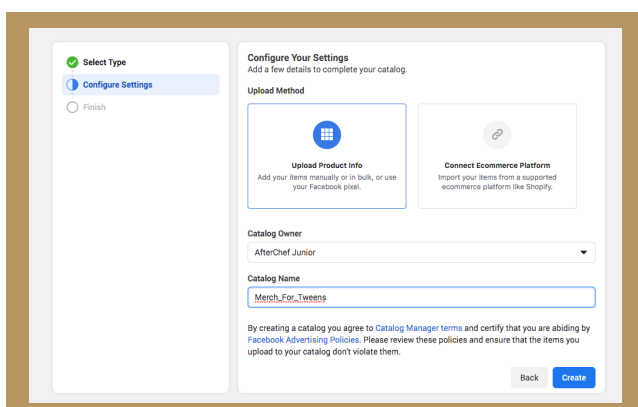 Select Type
Configure Settings
Finish
Configure Your Settings
Add a few details to complete your catalog.
Upload Method
Upload Product Info
Add your items manually or in bulk, or use
your Facebook pixel.
Connect Ecommerce Platform
Import your items from a supported
ecommerce platform like Shopify.
Catalog Owner
AfterChef Junior
Catalog Name
Merch_For_Tweens
By creating a catalog you agree to Catalog Manager terms and certify that you are abiding by
Facebook Advertising Policies. Please review these policies and ensure that the items you
upload to your catalog don't violate them.
Back
Create